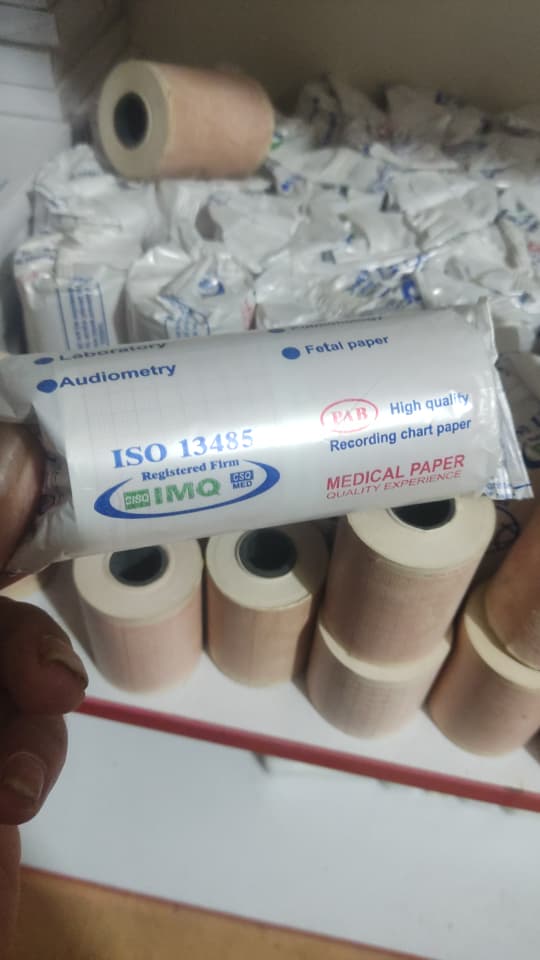 Laboratory
Audiometry
Fetal paper
ISO 13485
Registered Firm
CISQ IMQ CSQ MED
PAR High quality
Recording chart paper
MEDICAL PAPER
QUALITY EXPERIENCE